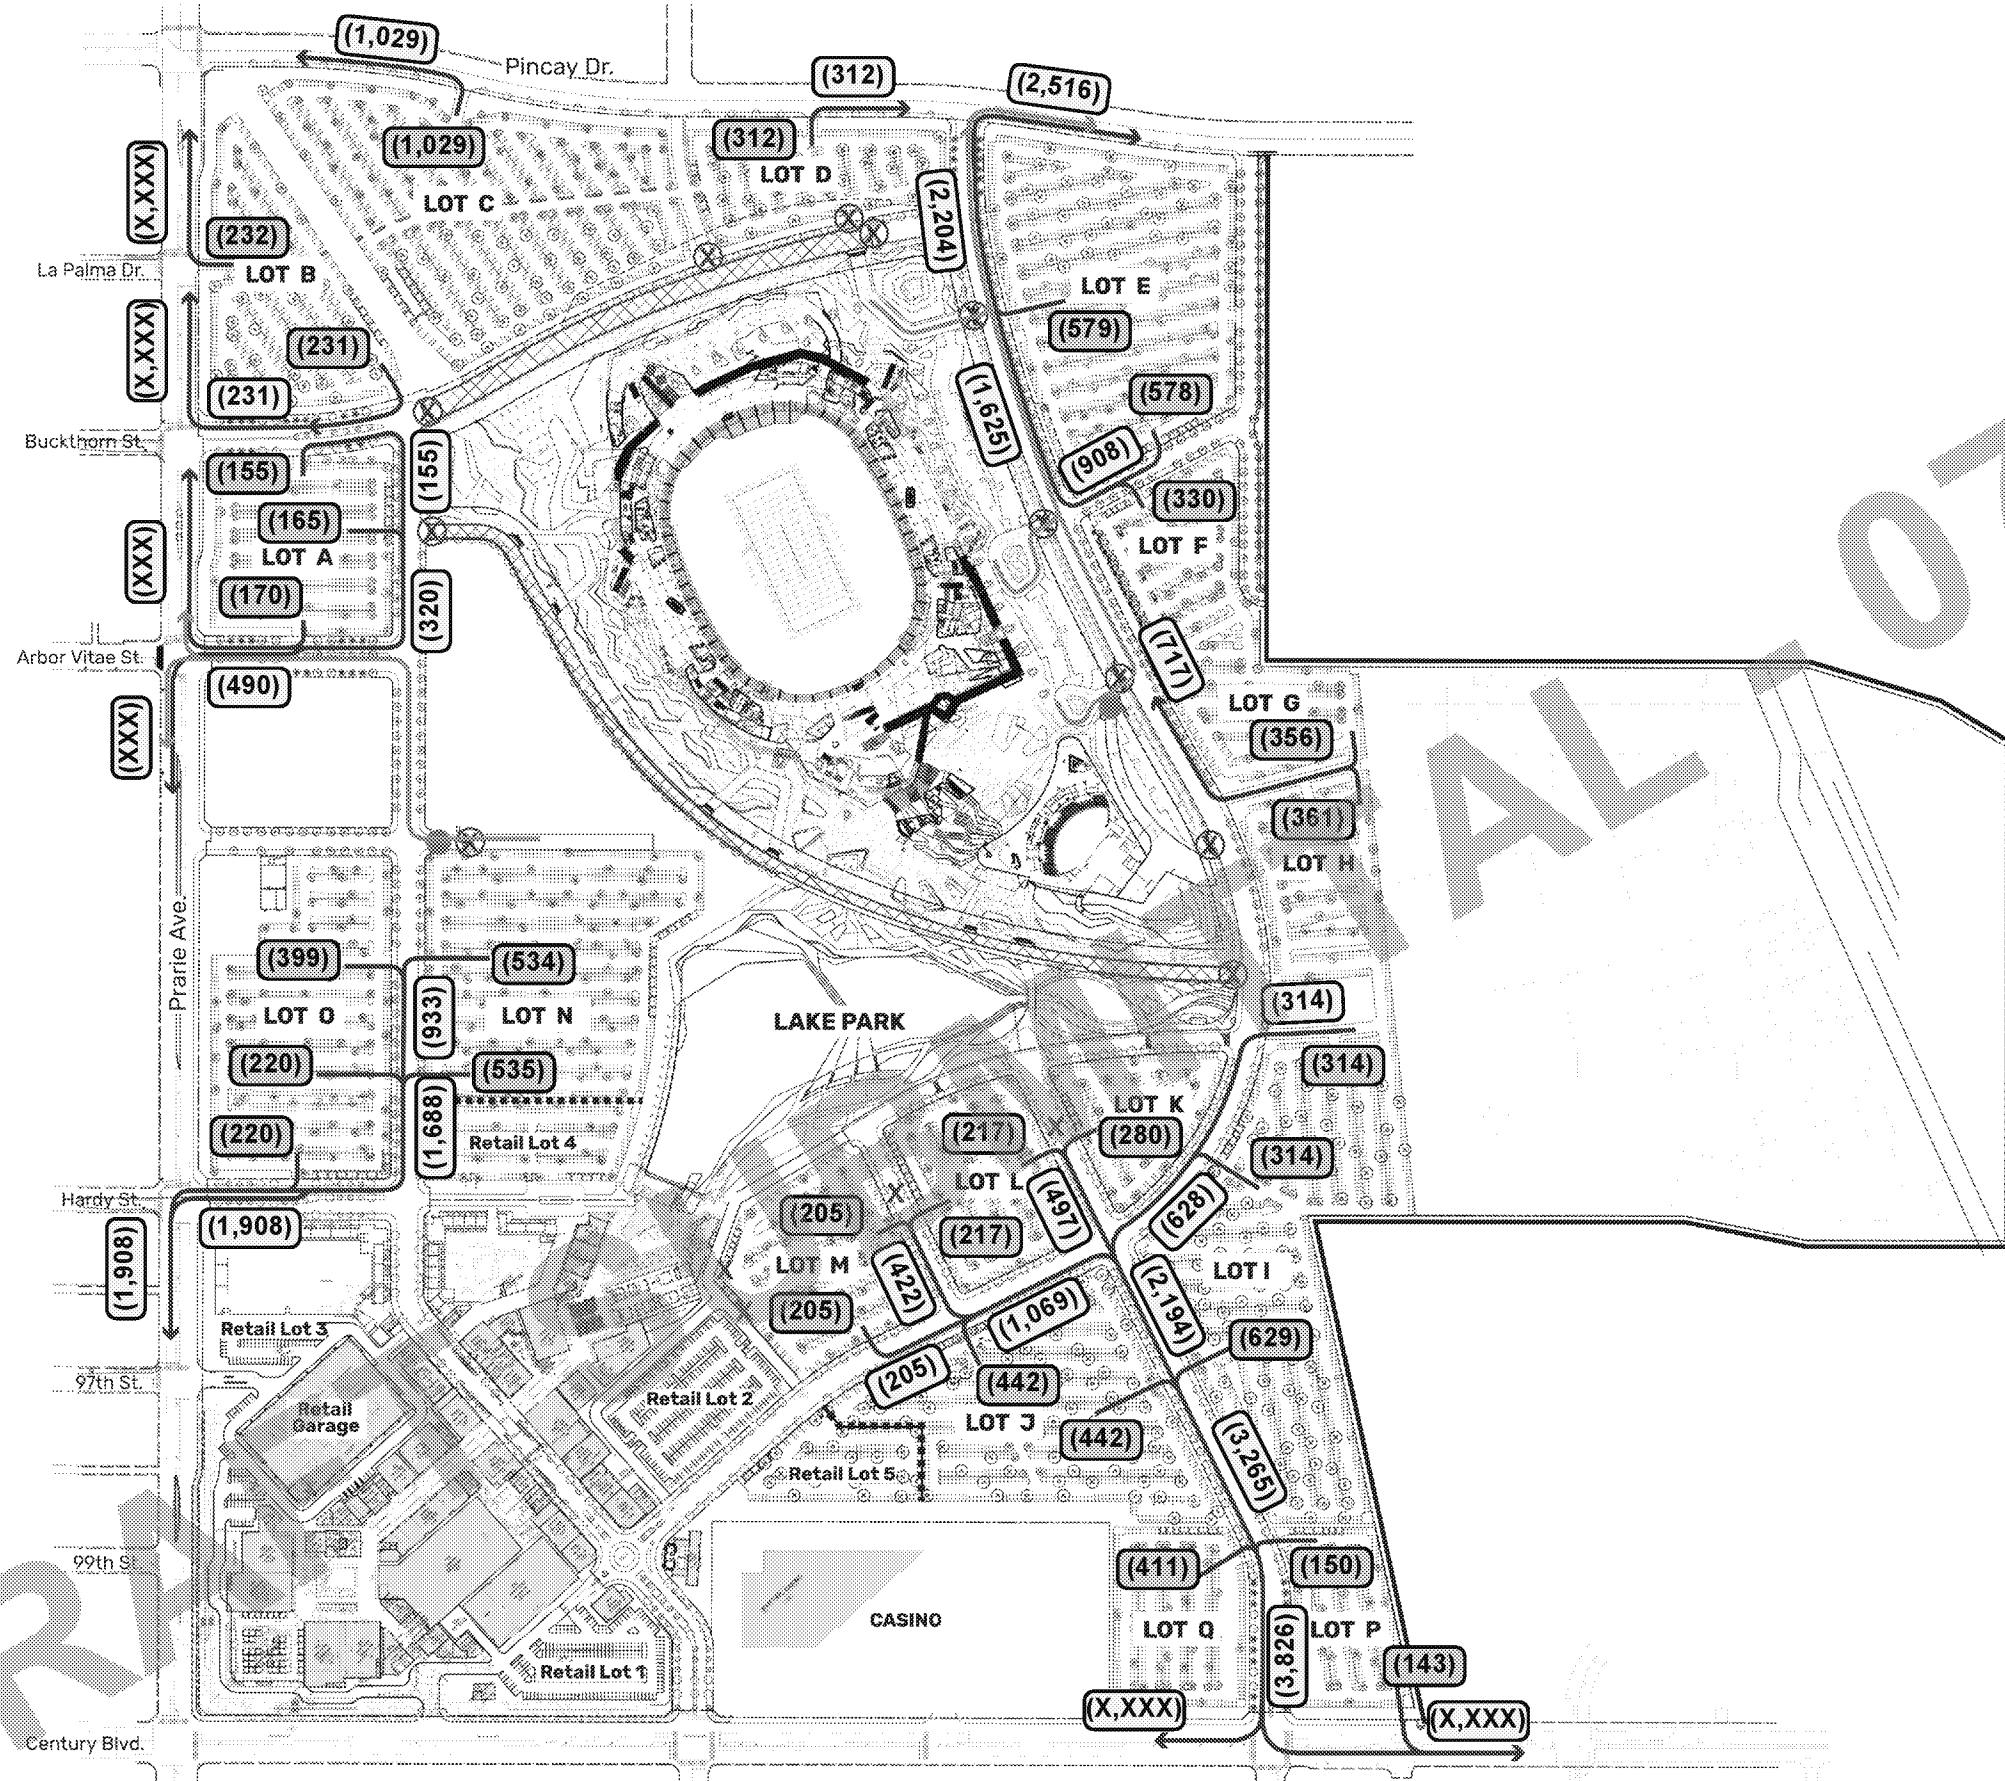 (1,029)
Pincay Dr.
(312)
(2,516)
(1,029)
(312)
LOT D
(X,XXX)
LOT C
(2,204)
(232)
La Palma Dr.
LOT B
LOT E
(579)
(X,XXX)
(231)
(231)
(578)
(1,625)
(908)
Buckthorn St.
(155)
(155)
(330)
(165)
LOT A
LOT F
(XXX)
(170)
(320)
Arbor Vitae St.
(490)
(717)
LOT G
(XXX)
(356)
(361)
LOT H
Prarie Ave.
(399)
(534)
(933)
LOT O
LOT N
LAKE PARK
(314)
(220)
(535)
(314)
(1,688)
(220)
Retail Lot 4
LOT K
(217)
(280)
(314)
LOT L
Hardy St.
(1,908)
(205)
(497)
(628)
(217)
(1,908)
LOT M
(422)
LOT I
(205)
(1,069)
(2,194)
Retail Lot 3
(629)
97th St.
(205)
(442)
Retail Lot 2
Retail
Garage
LOT J
(442)
Retail Lot 5
(3,265)
99th St.
(411)
(150)
CASINO
LOT Q
LOT P
(3,826)
Retail Lot 1
(143)
(X,XXX)
(X,XXX)
Century Blvd.